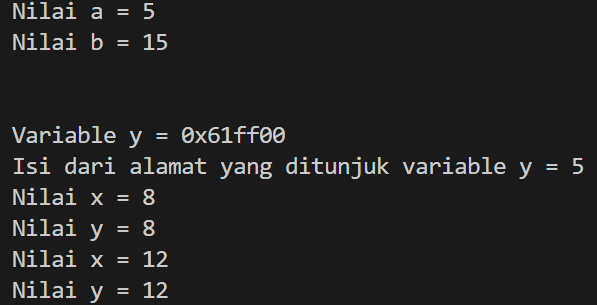 Nilai a = 5
Nilai b = 15
Variable y = 0x61ff00
Isi dari alamat yang ditunjuk variable y = 5
Nilai x = 8
Nilai y = 8
Nilai x = 12
Nilai y = 12